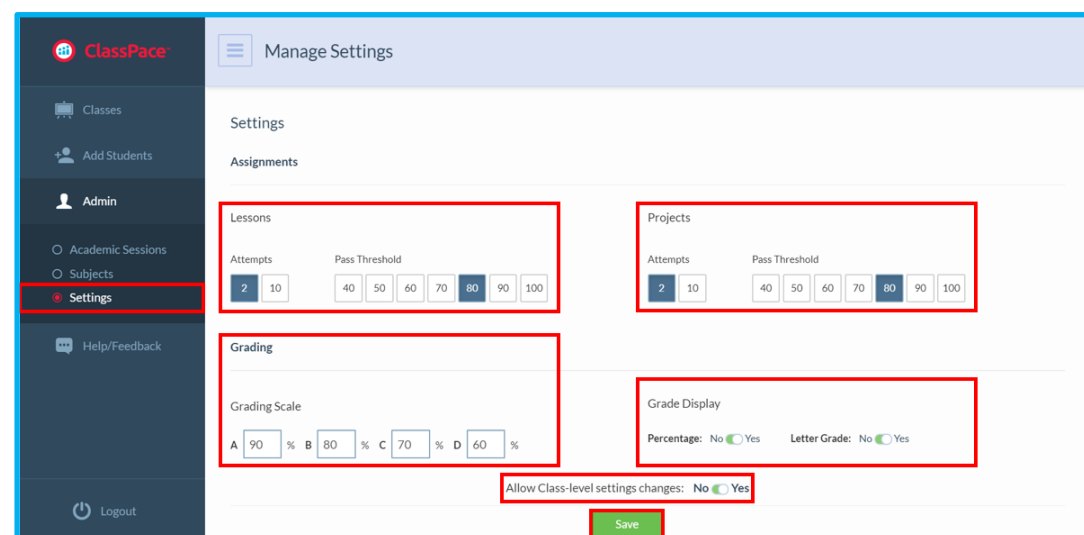 ClassPace
Manage Settings
Classes
Add Students
Admin
Academic Sessions
Subjects
Settings
Help/Feedback
Logout
Settings
Assignments
Lessons
Attempts Pass Threshold
2 10 40 50 60 70 80 90 100
Projects
Attempts Pass Threshold
2 10 40 50 60 70 80 90 100
Grading
Grading Scale
A 90 % B 80 % C 70 % D 60 %
Grade Display
Percentage: No Yes Letter Grade: No Yes
Allow Class-level settings changes: No Yes
Save